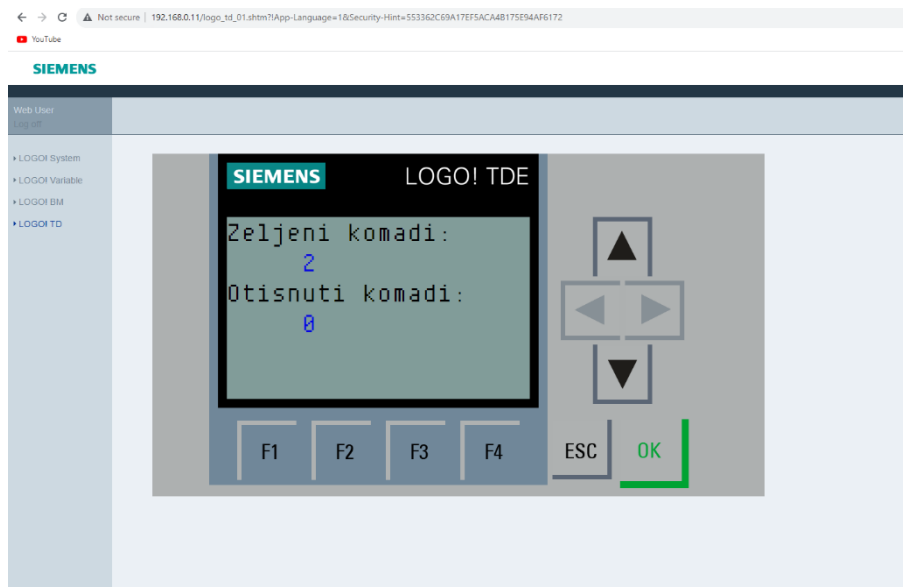 Not secure | 192.168.0.11/logo_td_01.shtm?!App-Language=1&Security-Hint=553362C69A17EF5ACA4B175E94AF6172
YouTube
SIEMENS
Web User
Log off
LOGO! System
LOGO! Variable
LOGO! BM
LOGO! TD
SIEMENS LOGO! TDE
Zeljeni komadi:
2
Otisnuti komadi:
0
F1 F2 F3 F4 ESC OK